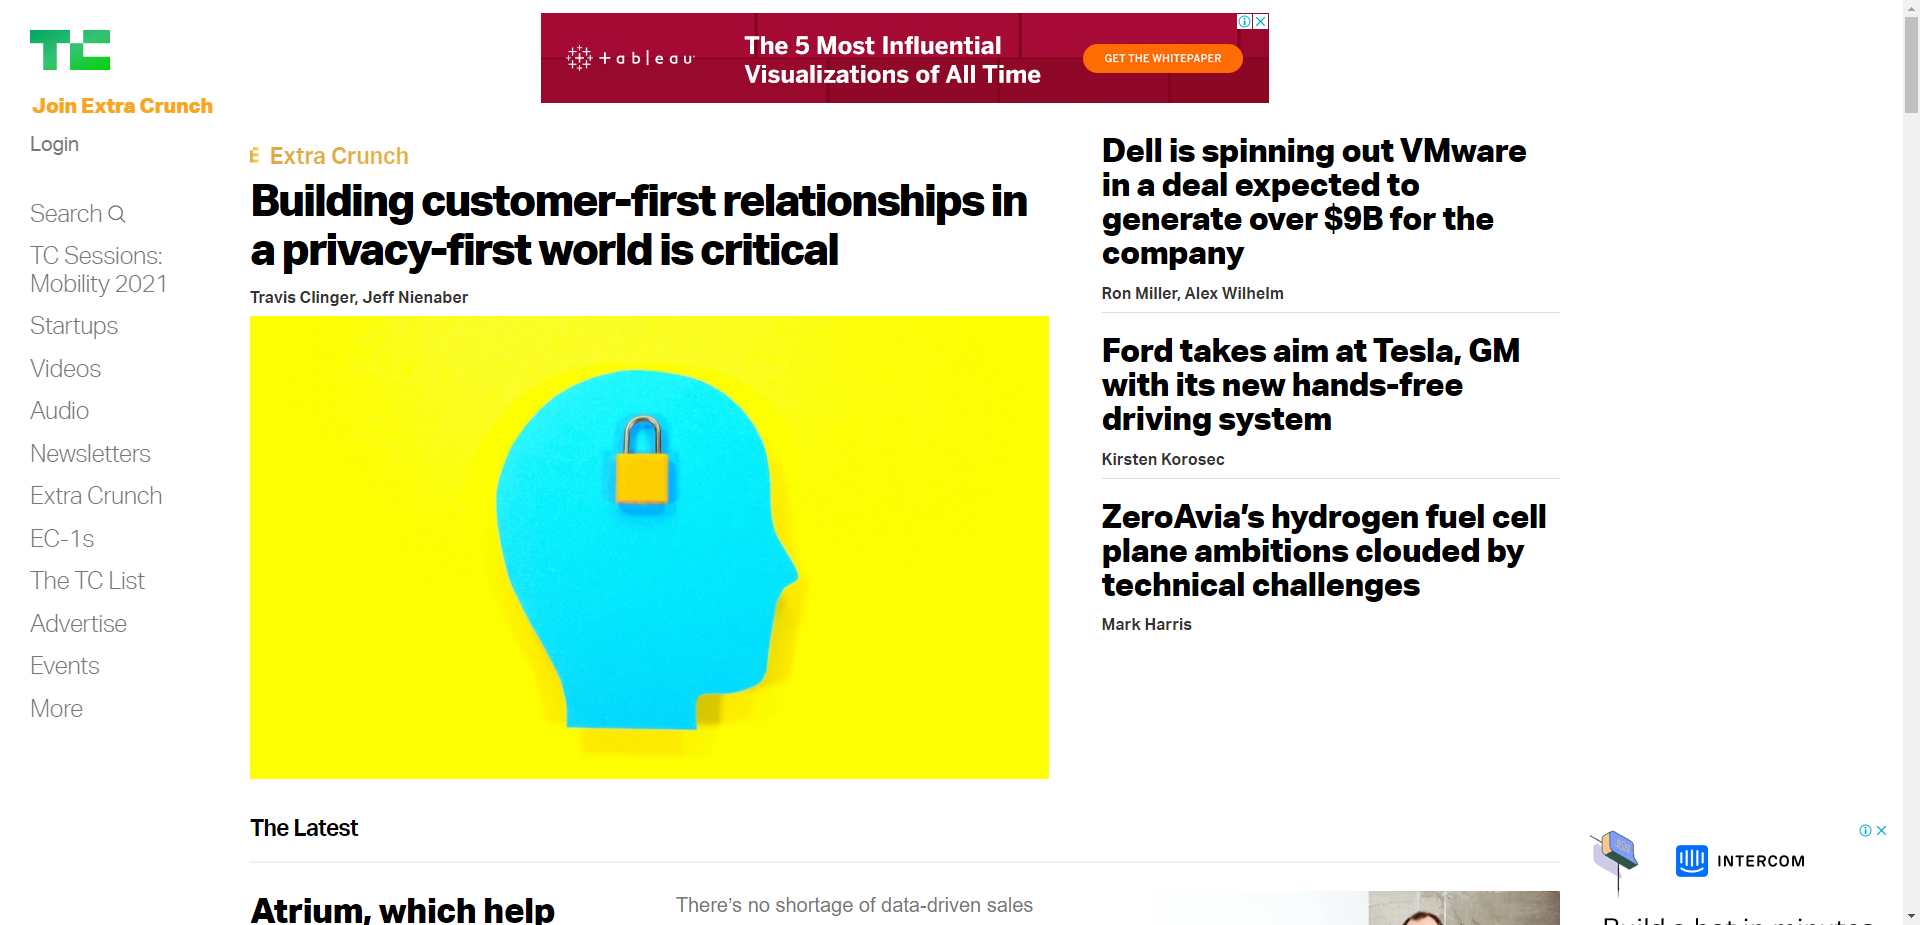 TC
Join Extra Crunch
Login
Search
TC Sessions:
Mobility 2021
Startups
Videos
Audio
Newsletters
Extra Crunch
EC-1s
The TC List
Advertise
Events
More
+ a b l e a u
The 5 Most Influential
Visualizations of All Time
GET THE WHITEPAPER
Extra Crunch
Building customer-first relationships in
a privacy-first world is critical
Travis Clinger, Jeff Nienaber
Dell is spinning out VMware
in a deal expected to
generate over $9B for the
company
Ron Miller, Alex Wilhelm
Ford takes aim at Tesla, GM
with its new hands-free
driving system
Kirsten Korosec
ZeroAvia’s hydrogen fuel cell
plane ambitions clouded by
technical challenges
Mark Harris
The Latest
Atrium, which help
There’s no shortage of data-driven sales
INTERCOM
Build a bot in minutes